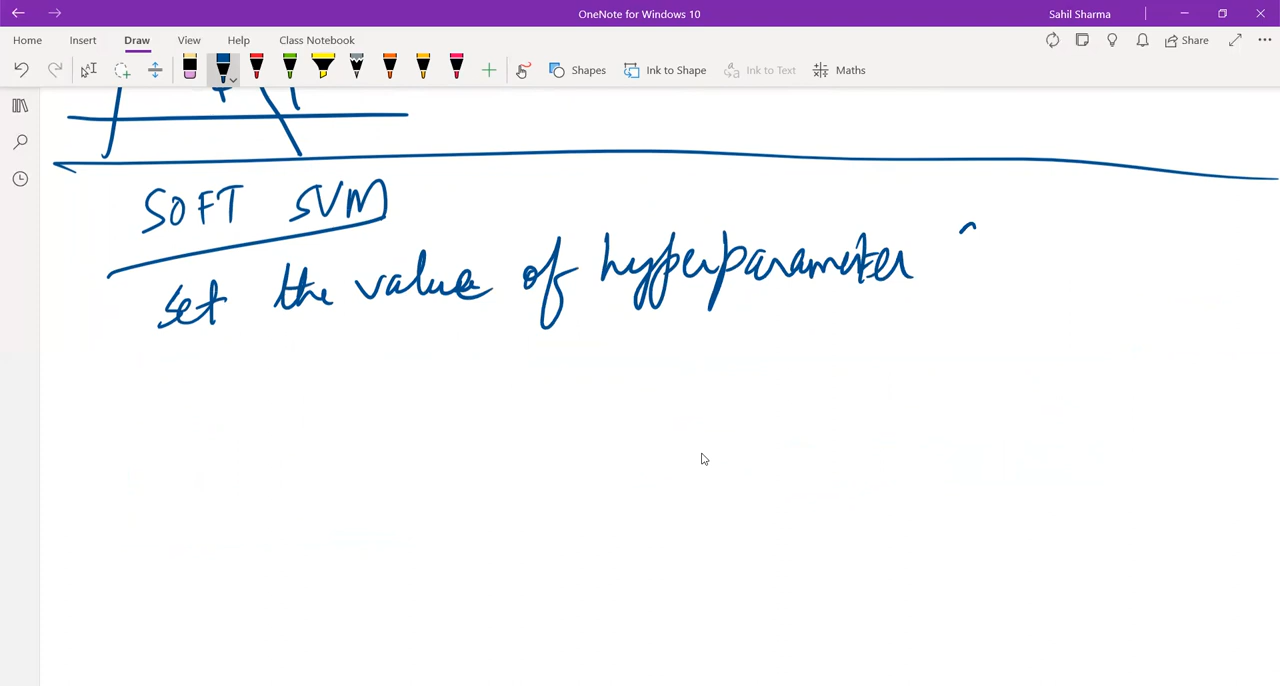 OneNote for Windows 10
Sahil Sharma
Home Insert Draw View Help Class Notebook
Share
Shapes Ink to Shape Ink to Text Maths
SOFT SVM
set the value of hyperparameter